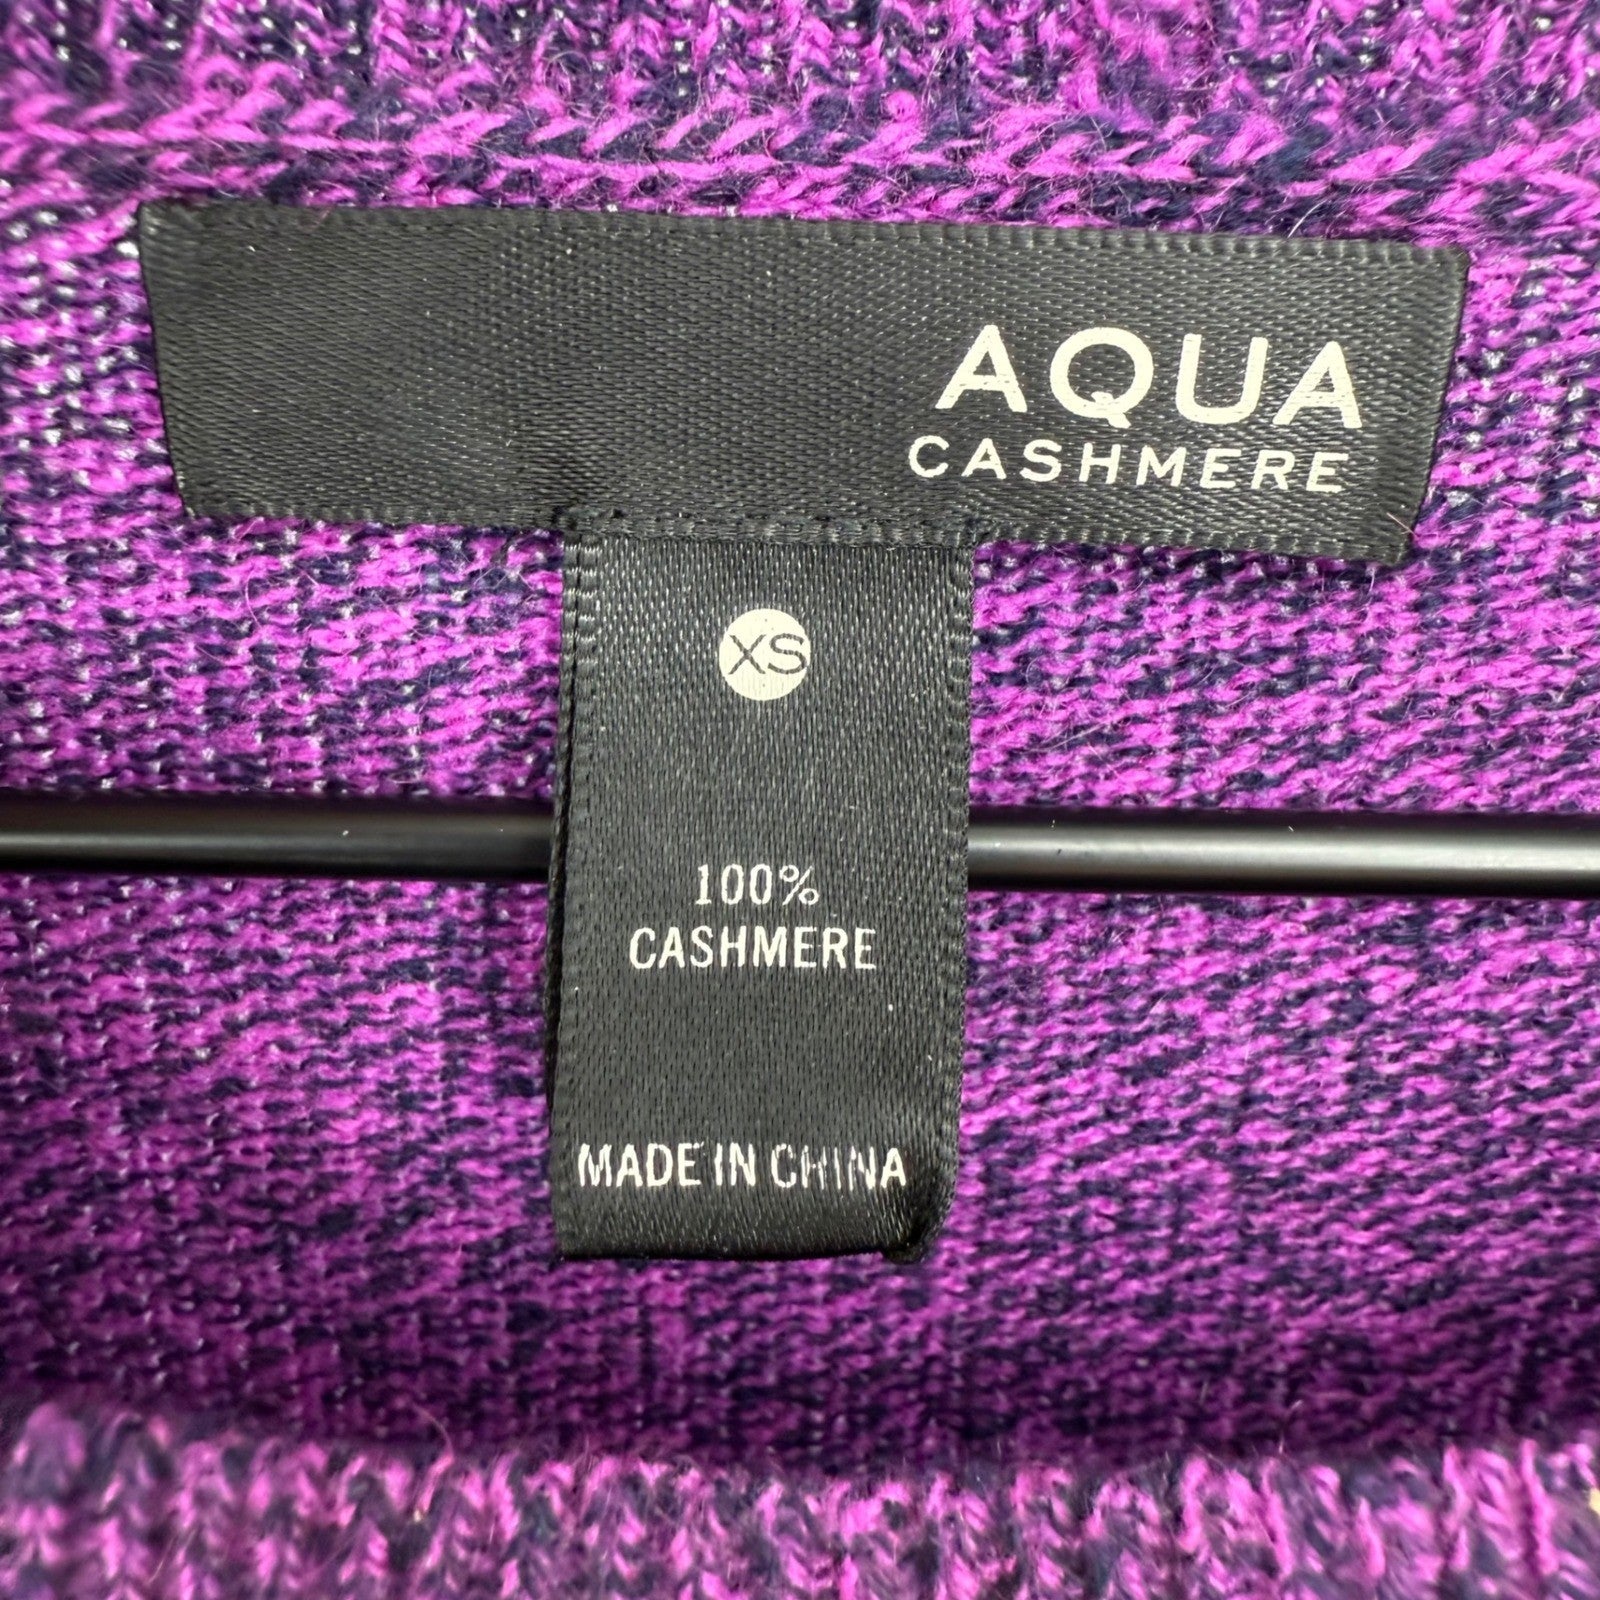 AQUA
CASHMERE
XS
100%
CASHMERE
MADE IN CHINA